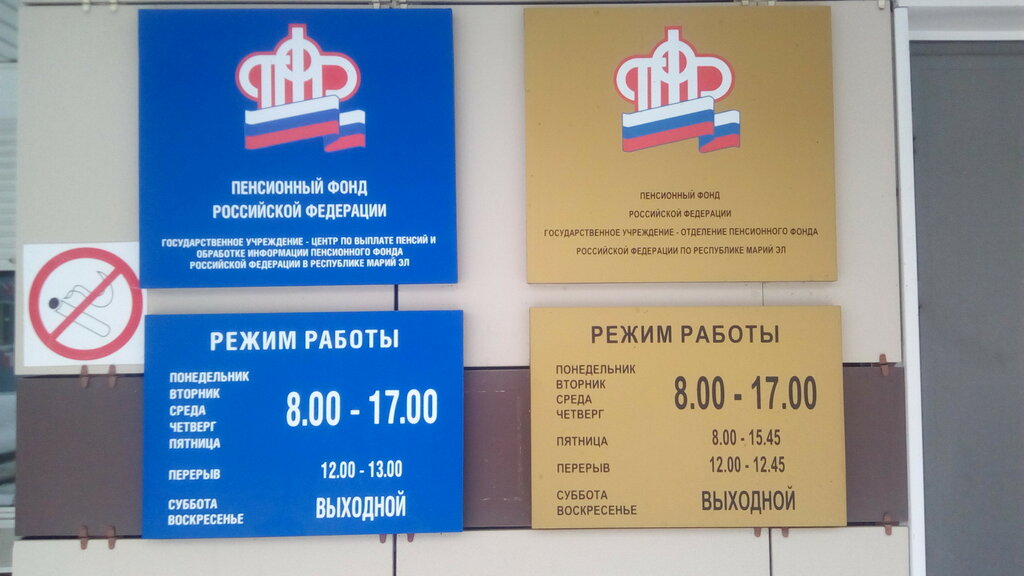 ПЕНСИОННЫЙ ФОНД
РОССИЙСКОЙ ФЕДЕРАЦИИ
ГОСУДАРСТВЕННОЕ УЧРЕЖДЕНИЕ - ЦЕНТР ПО ВЫПЛАТЕ ПЕНСИЙ И
ОБРАБОТКЕ ИНФОРМАЦИИ ПЕНСИОННОГО ФОНДА
РОССИЙСКОЙ ФЕДЕРАЦИИ В РЕСПУБЛИКЕ МАРИЙ ЭЛ
РЕЖИМ РАБОТЫ
ПОНЕДЕЛЬНИК
ВТОРНИК
СРЕДА
ЧЕТВЕРГ
ПЯТНИЦА
8.00 - 17.00
ПЕРЕРЫВ 12.00 - 13.00
СУББОТА
ВОСКРЕСЕНЬЕ
ВЫХОДНОЙ
ПЕНСИОННЫЙ ФОНД
РОССИЙСКОЙ ФЕДЕРАЦИИ
ГОСУДАРСТВЕННОЕ УЧРЕЖДЕНИЕ - ОТДЕЛЕНИЕ ПЕНСИОННОГО ФОНДА
РОССИЙСКОЙ ФЕДЕРАЦИИ ПО РЕСПУБЛИКЕ МАРИЙ ЭЛ
РЕЖИМ РАБОТЫ
ПОНЕДЕЛЬНИК
ВТОРНИК
СРЕДА
ЧЕТВЕРГ
8.00 - 17.00
ПЯТНИЦА 8.00 - 15.45
ПЕРЕРЫВ 12.00 - 12.45
СУББОТА
ВОСКРЕСЕНЬЕ
ВЫХОДНОЙ